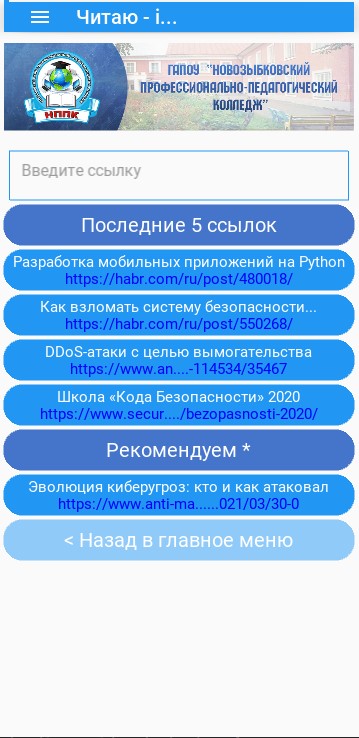 Читаю - i...
ГАПОУ "НОВОЗЫБКОВСКИЙ
ПРОФЕССИОНАЛЬНО-ПЕДАГОГИЧЕСКИЙ
КОЛЛЕДЖ"
НППК
Введите ссылку
Последние 5 ссылок
Разработка мобильных приложений на Python
https://habr.com/ru/post/480018/
Как взломать систему безопасности...
https://habr.com/ru/post/550268/
DDoS-атаки с целью вымогательства
https://www.an....-114534/35467
Школа «Кода Безопасности» 2020
https://www.secur..../bezopasnosti-2020/
Рекомендуем *
Эволюция киберугроз: кто и как атаковал
https://www.anti-ma......021/03/30-0
< Назад в главное меню